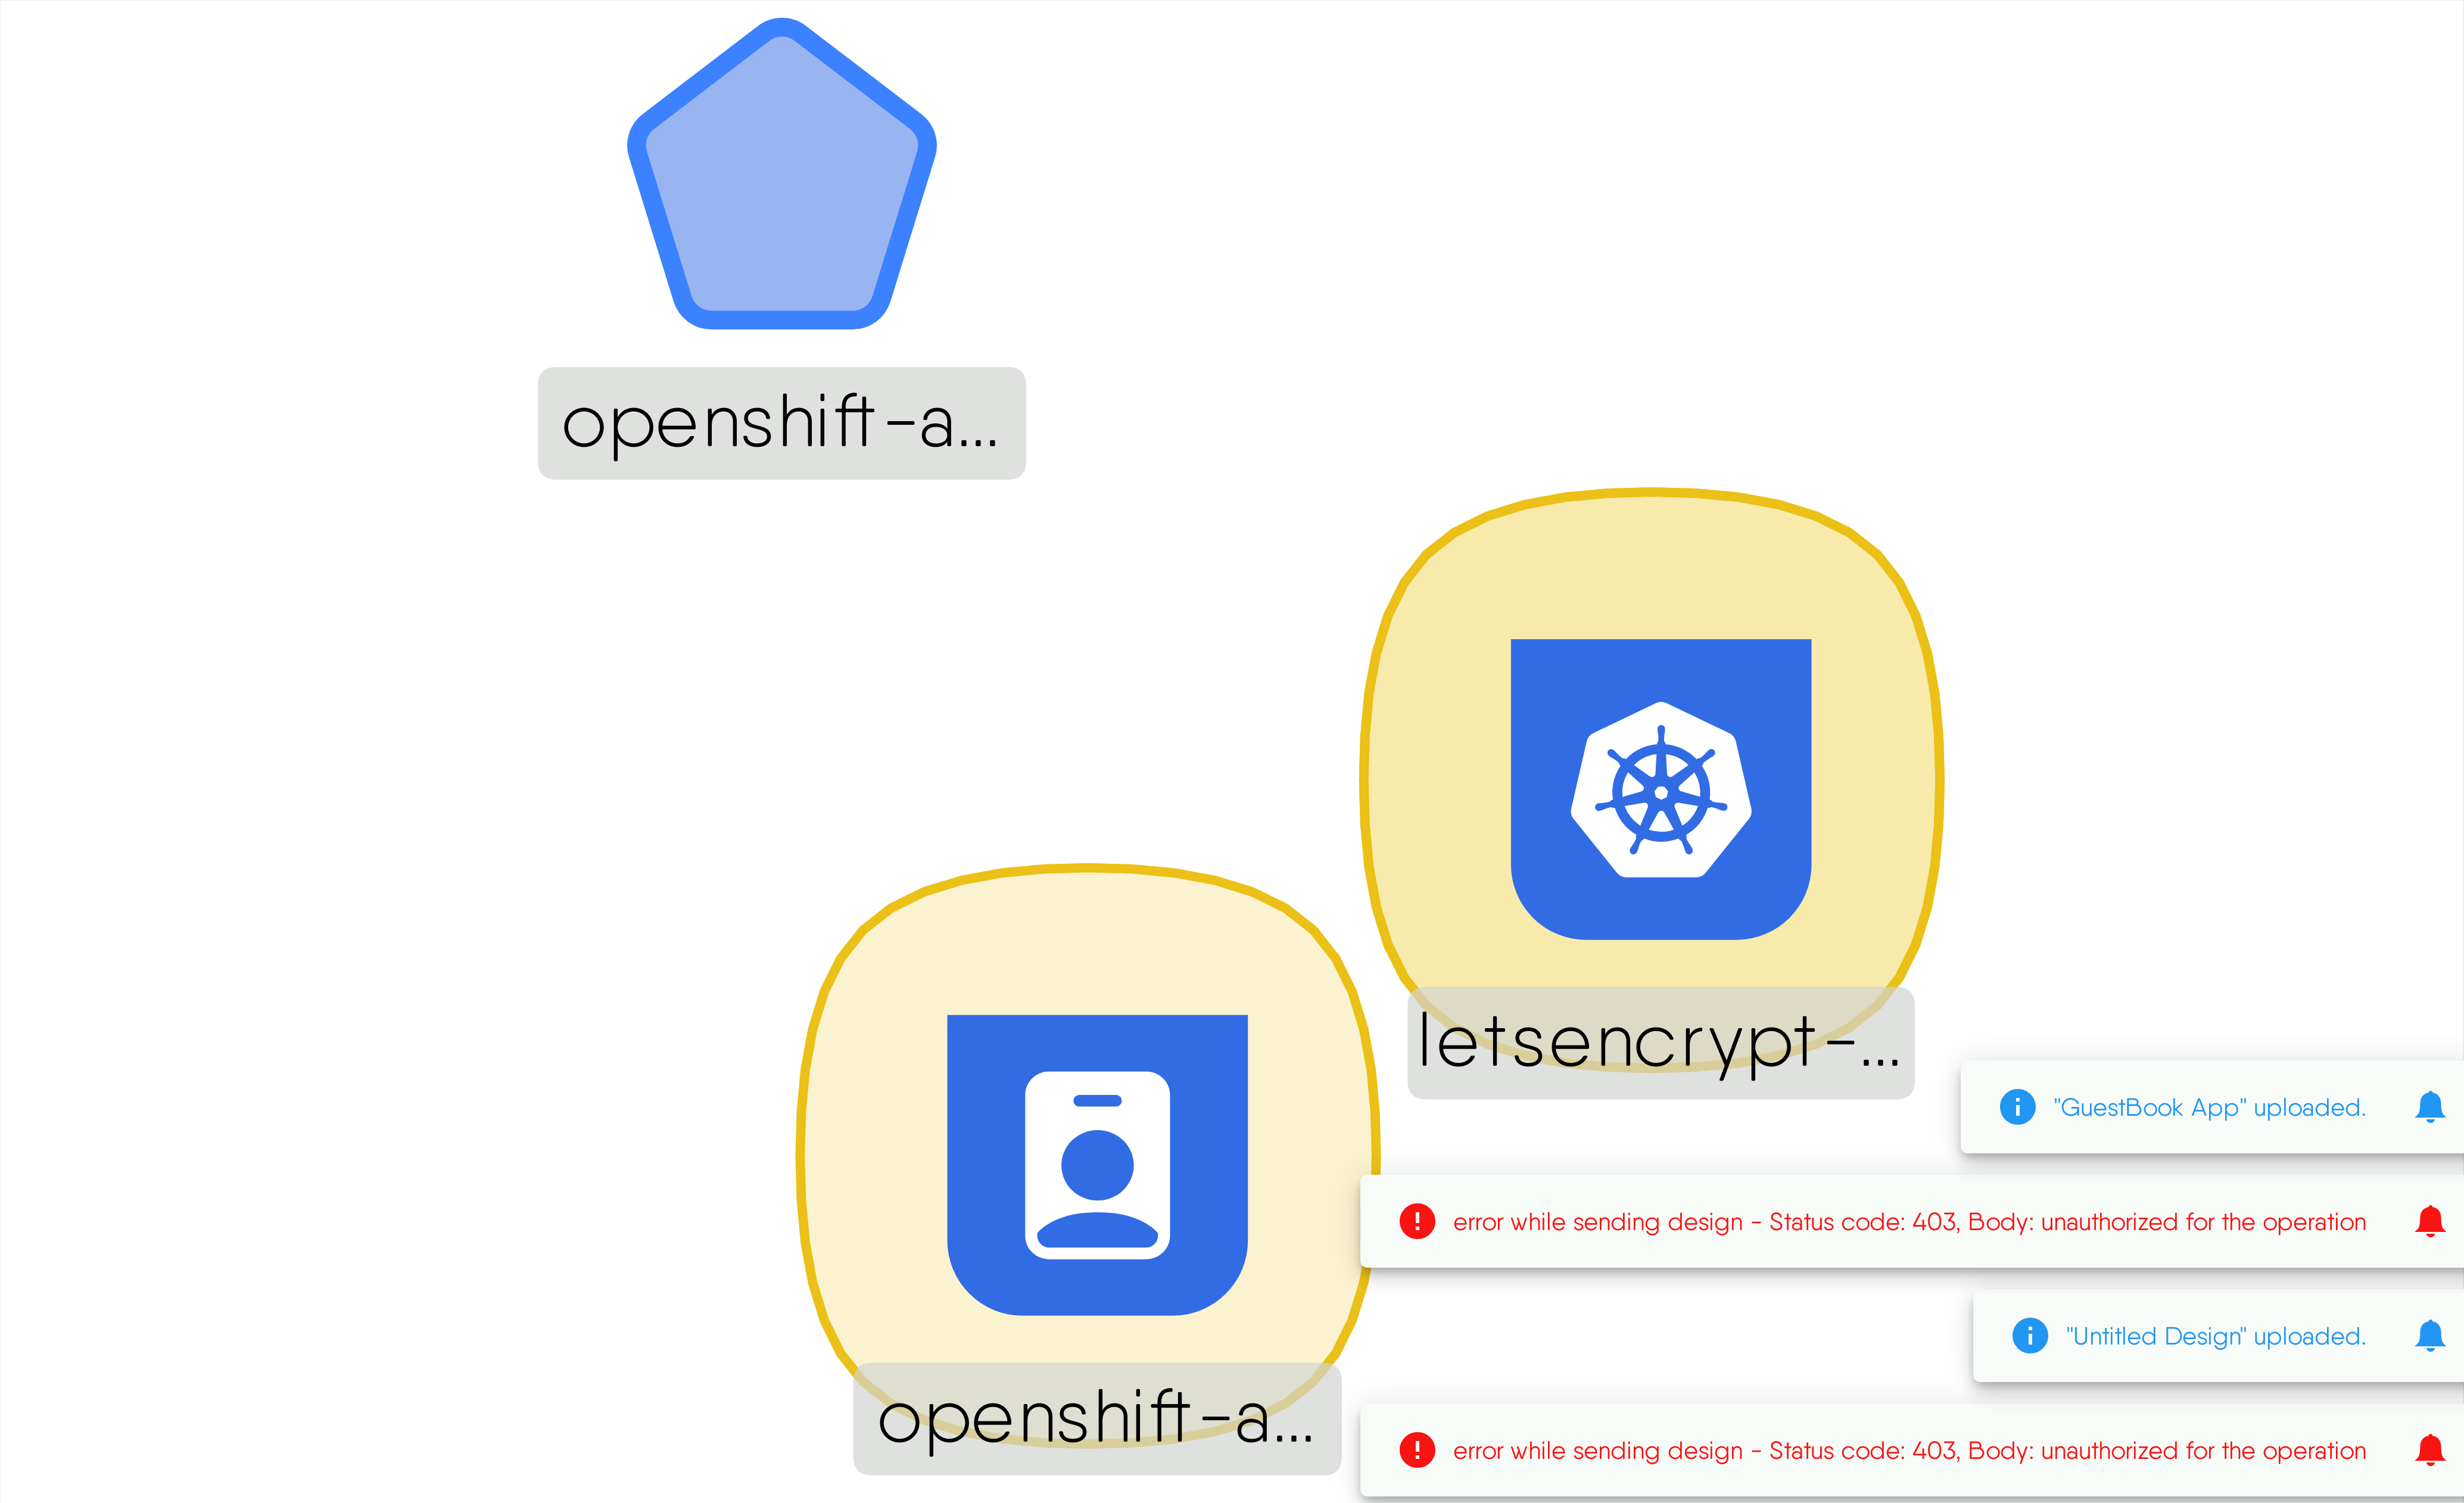 openshift-a...
letsencrypt-...
"GuestBook App" uploaded.
error while sending design - Status code: 403, Body: unauthorized for the operation
"Untitled Design" uploaded.
openshift-a...
error while sending design - Status code: 403, Body: unauthorized for the operation